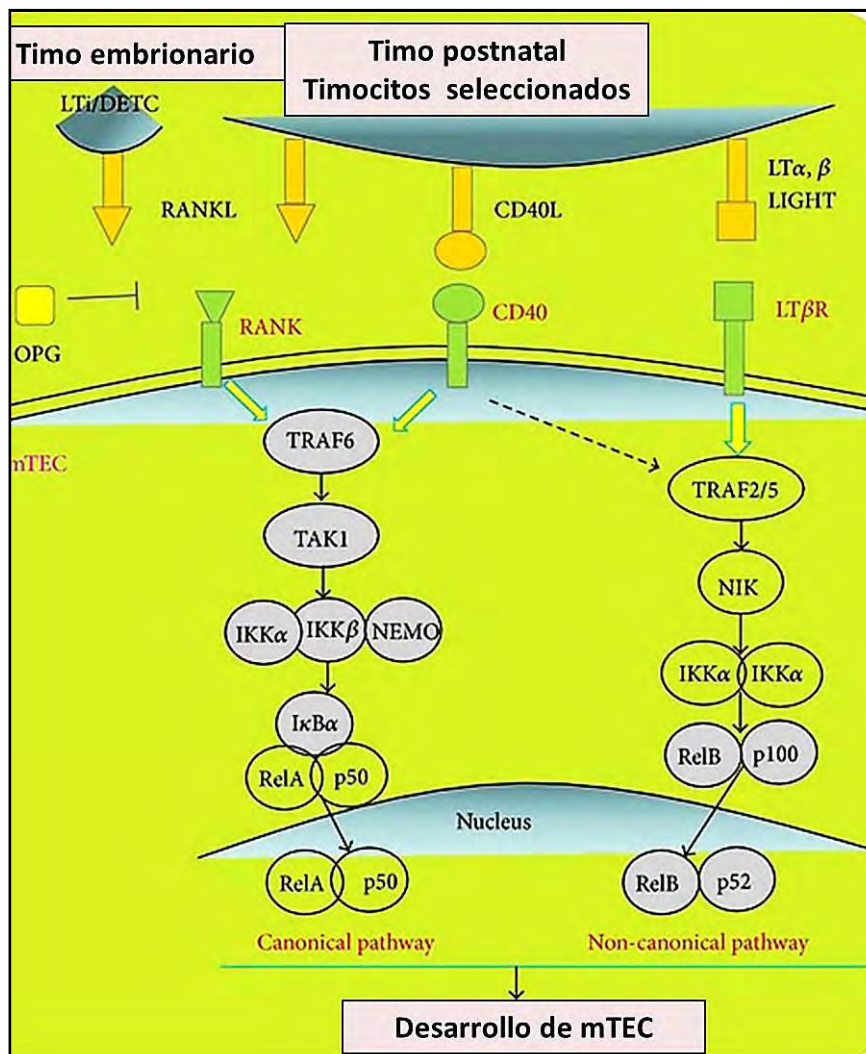 Timo embrionario
Timo postnatal
Timocitos seleccionados
LTi/DETC
RANKL
CD40L
LTα, β
LIGHT
OPG
RANK
CD40
LTβR
mTEC
TRAF6
TRAF2/5
TAK1
NIK
IKKα IKKβ NEMO
IKKα IKKα
IκBα
RelA p50
RelB p100
Nucleus
RelA p50
RelB p52
Canonical pathway
Non-canonical pathway
Desarrollo de mTEC